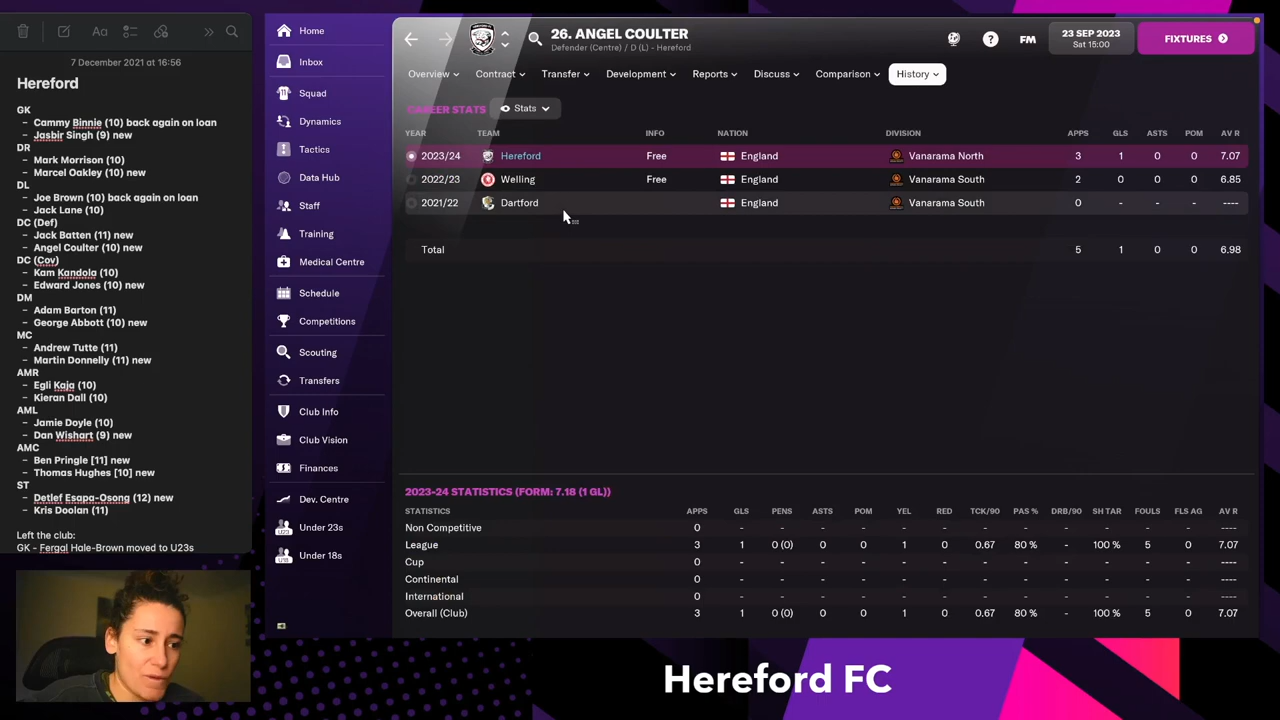 7 December 2021 at 16:56
Hereford
GK
– Cammy Binnie (10) back again on loan
– Jasbir Singh (9) new
DR
– Mark Morrison (10)
– Marcel Oakley (10) new
DL
– Joe Brown (10) back again on loan
– Jack Lane (10)
DC (Def)
– Jack Batten (11) new
– Angel Coulter (10) new
DC (Cov)
– Kam Kandola (10)
– Edward Jones (10) new
DM
– Adam Barton (11)
– George Abbott (10) new
MC
– Andrew Tutte (11)
– Martin Donnelly (11) new
AMR
– Egli Kaja (10)
– Kieran Dall (10)
AML
– Jamie Doyle (10)
– Dan Wishart (9) new
AMC
– Ben Pringle [11] new
– Thomas Hughes [10] new
ST
– Detlef Esapa-Osong (12) new
– Kris Doolan (11)
Left the club:
GK - Fergal Hale-Brown moved to U23s
Home
Inbox
Squad
Dynamics
Tactics
Data Hub
Staff
Training
Medical Centre
Schedule
Competitions
Scouting
Transfers
Club Info
Club Vision
Finances
Dev. Centre
Under 23s
Under 18s
26. ANGEL COULTER
Defender (Centre) / D (L) - Hereford
FM
23 SEP 2023
Sat 15:00
FIXTURES
Overview Contract Transfer Development Reports Discuss Comparison History
CAREER STATS Stats
YEAR TEAM INFO NATION DIVISION APPS GLS ASTS POM AV R
2023/24 Hereford Free England Vanarama North 3 1 0 0 7.07
2022/23 Welling Free England Vanarama South 2 0 0 0 6.85
2021/22 Dartford England Vanarama South 0 - - - ----
Total 5 1 0 0 6.98
2023-24 STATISTICS (FORM: 7.18 (1 GL))
STATISTICS APPS GLS PENS ASTS POM YEL RED TCK/90 PAS % DRB/90 SH TAR FOULS FLS AG AV R
Non Competitive 0 - - - - - - - - - - - - ----
League 3 1 0 (0) 0 0 1 0 0.67 80 % - 100 % 5 0 7.07
Cup 0 - - - - - - - - - - - - ----
Continental 0 - - - - - - - - - - - - ----
International 0 - - - - - - - - - - - - ----
Overall (Club) 3 1 0 (0) 0 0 1 0 0.67 80 % - 100 % 5 0 7.07
Hereford FC